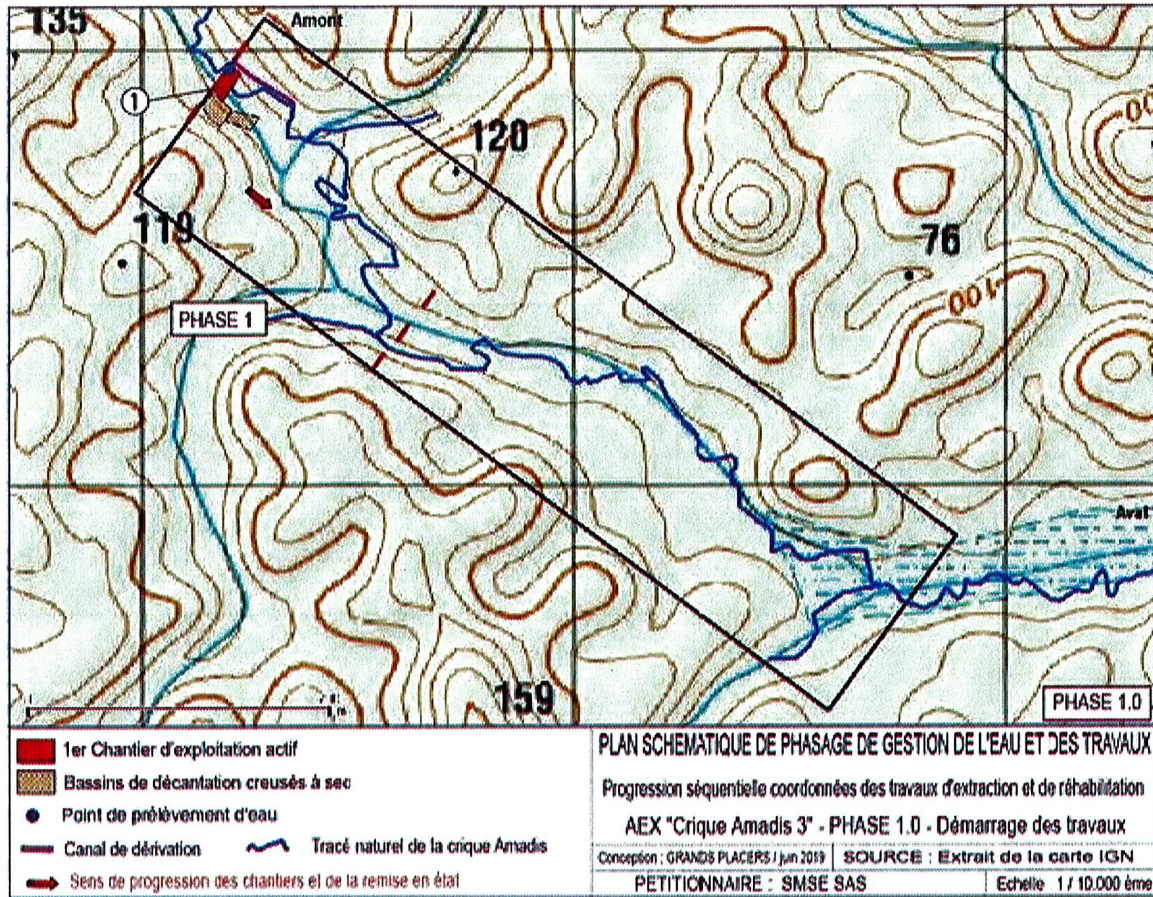 135
Amont
1
120
119
76
100
PHASE 1
100
Aval
159
PHASE 1.0
1er Chantier d'exploitation actif
Bassins de décantation creusés à sec
Point de prélèvement d'eau
Canal de dérivation
Tracé naturel de la crique Amadis
Sens de progression des chantiers et de la remise en état
PLAN SCHEMATIQUE DE PHASAGE DE GESTION DE L'EAU ET DES TRAVAUX
Progression séquentielle coordonnées des travaux d'extraction et de réhabilitation
AEX "Crique Amadis 3" - PHASE 1.0 - Démarrage des travaux
Conception : GRANDS PLACERS / juin 2019
SOURCE : Extrait de la carte IGN
PETITIONNAIRE : SMSE SAS
Echelle 1 / 10.000 ème